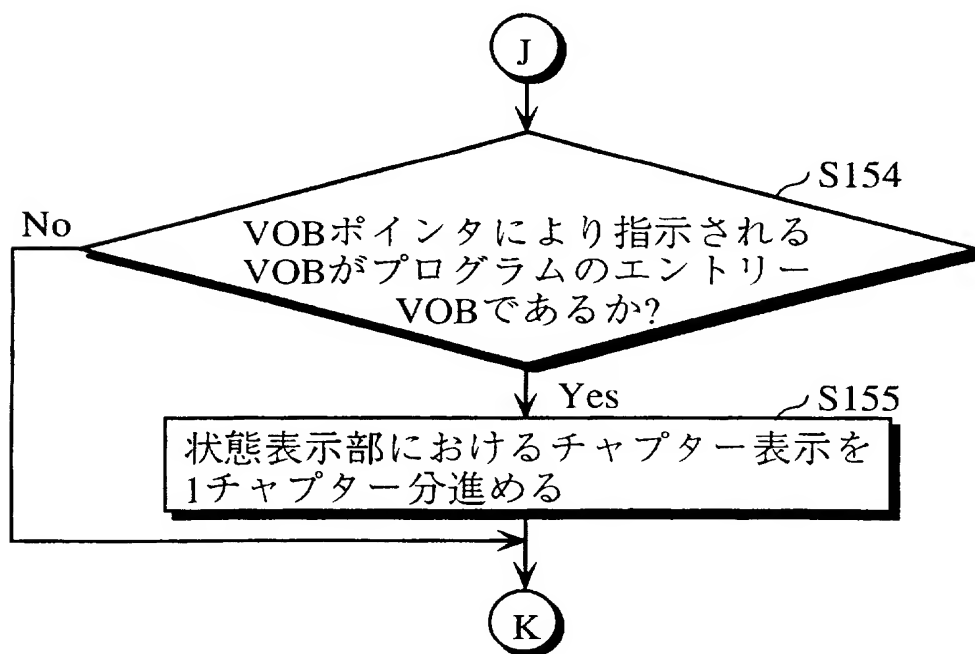 J
S154
No
VOBポインタにより指示される
VOBがプログラムのエントリー
VOBであるか?
Yes
S155
状態表示部におけるチャプター表示を
1チャプター分進める
K